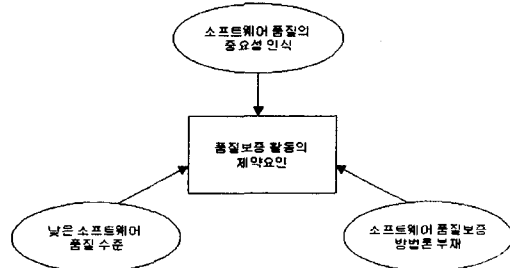 소프트웨어 품질의
중요성 인식
품질보증 활동의
제약요인
낮은 소프트웨어
품질 수준
소프트웨어 품질보증
방법론 부재